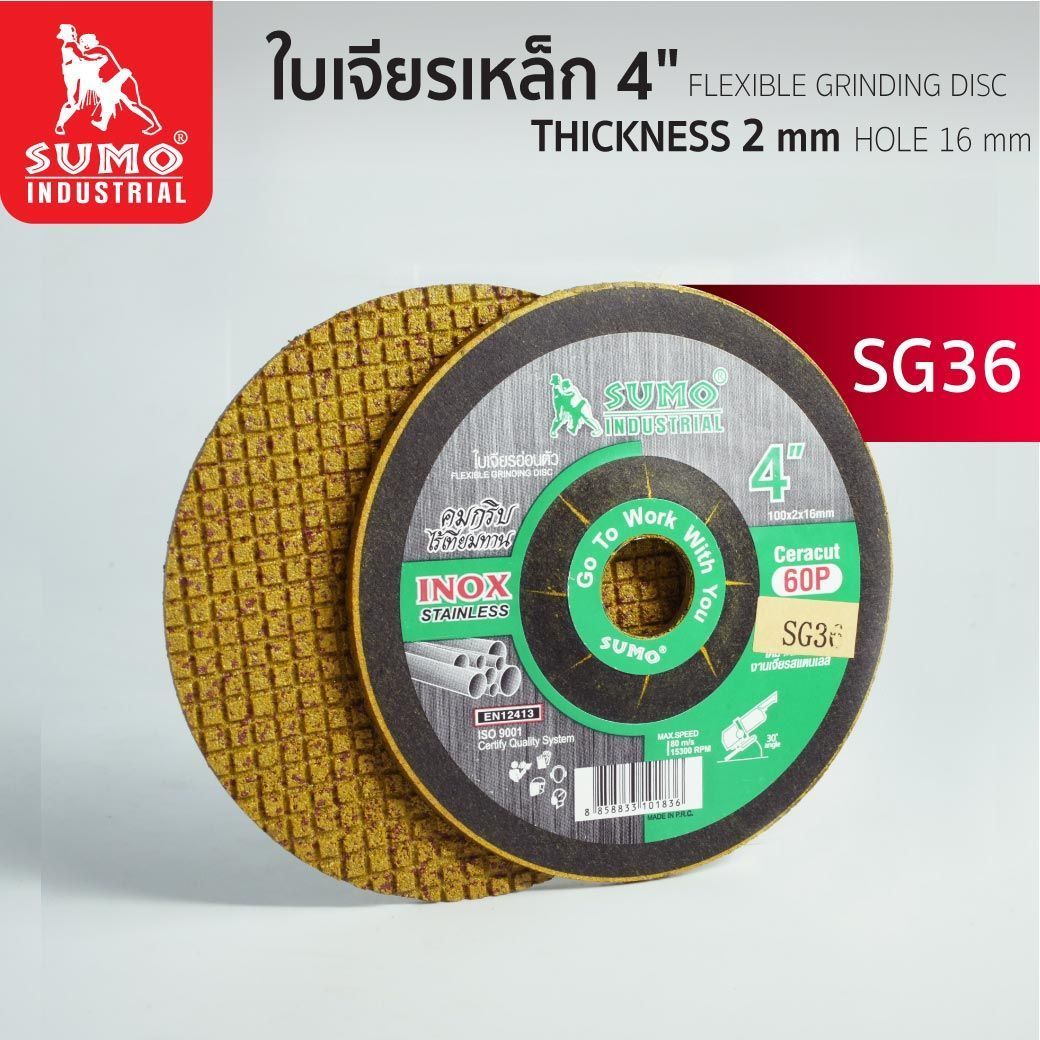 SUMO®
INDUSTRIAL
ใบเจียรเหล็ก 4" FLEXIBLE GRINDING DISC
THICKNESS 2 mm HOLE 16 mm
SG36
SUMO®
INDUSTRIAL
ใบเจียรอ่อนตัว
FLEXIBLE GRINDING DISC
4"
100x2x16mm
คมกริบ
ไร้เทียมทาน
Go To Work With You
SUMO®
INOX
STAINLESS
Ceracut
60P
SG36
งานเจียรสแตนเลส
EN12413
ISO 9001
Certify Quality System
MAX.SPEED
80 m/s
15300 RPM
30°
angle
8 858833 101836
MADE IN P.R.C.